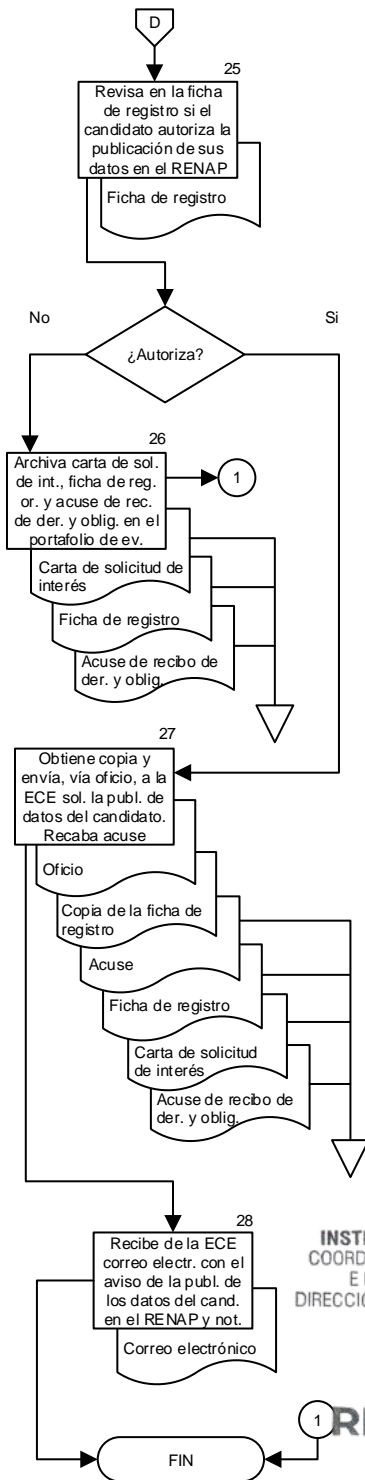 D
25
Revisa en la ficha
de registro si el
candidato autoriza la
publicación de sus
datos en el RENAP
Ficha de registro
No
Si
¿Autoriza?
26
Archiva carta de sol.
de int., ficha de reg.
or. y acuse de rec.
de der. y oblig. en el
portafolio de ev.
1
Carta de solicitud de
interés
Ficha de registro
Acuse de recibo de
der. y oblig.
27
Obtiene copia y
envía, vía oficio, a la
ECE sol. la publ. de
datos del candidato.
Recaba acuse
Oficio
Copia de la ficha de
registro
Acuse
Ficha de registro
Carta de solicitud
de interés
Acuse de recibo de
der. y oblig.
28
Recibe de la ECE
correo electr. con el
aviso de la publ. de
los datos del cand.
en el RENAP y not.
Correo electrónico
1
FIN